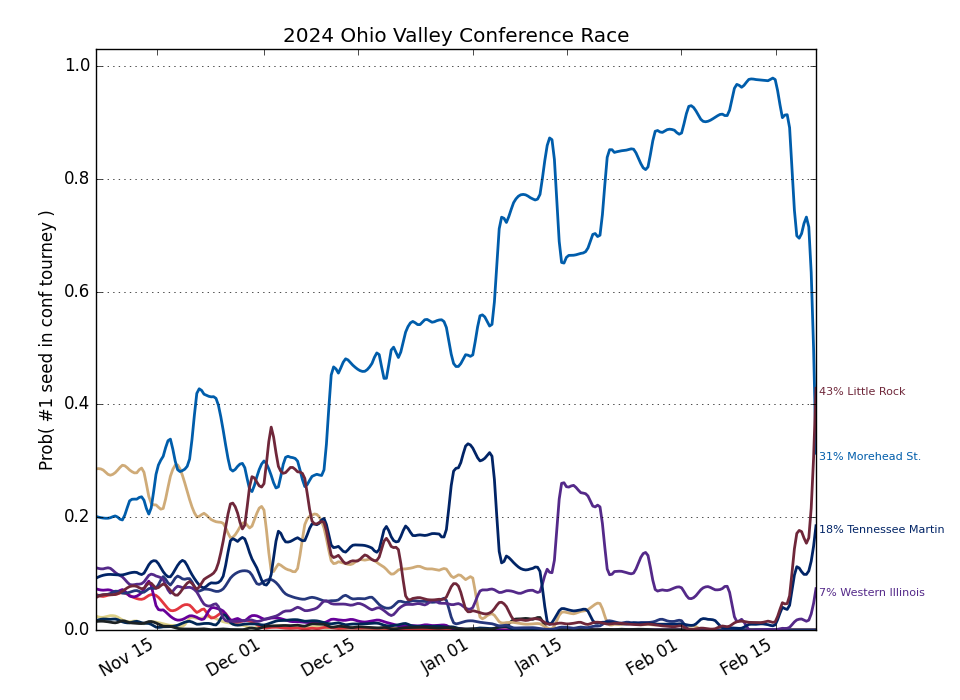 2024 Ohio Valley Conference Race
Prob( #1 seed in conf tourney )
1.0
0.8
0.6
0.4
0.2
0.0
43% Little Rock
31% Morehead St.
18% Tennessee Martin
7% Western Illinois
Nov 15
Dec 01
Dec 15
Jan 01
Jan 15
Feb 01
Feb 15